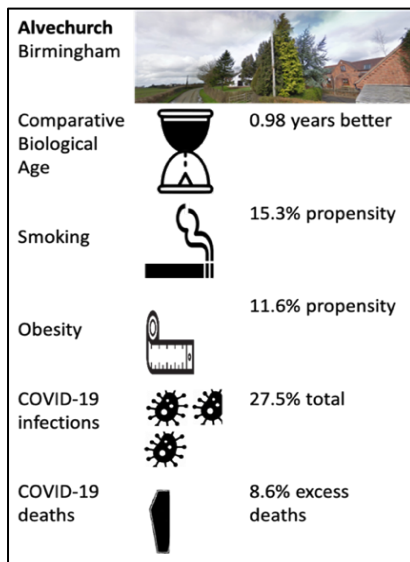 Alvechurch
Birmingham
Comparative
Biological
Age
0.98 years better
Smoking
15.3% propensity
Obesity
11.6% propensity
COVID-19
infections
27.5% total
COVID-19
deaths
8.6% excess
deaths